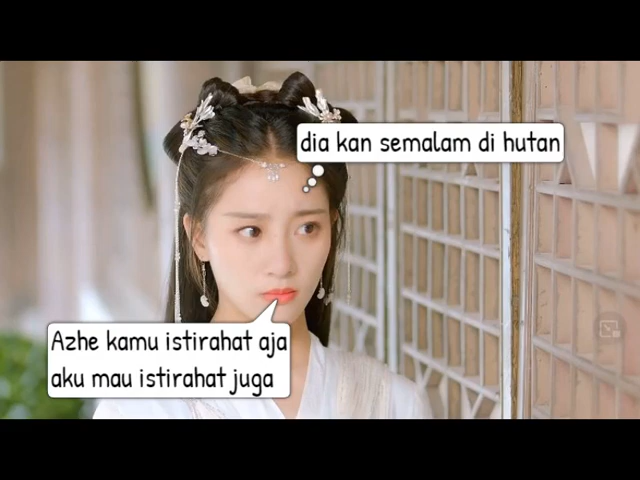 dia kan semalam di hutan
Azhe kamu istirahat aja
aku mau istirahat juga